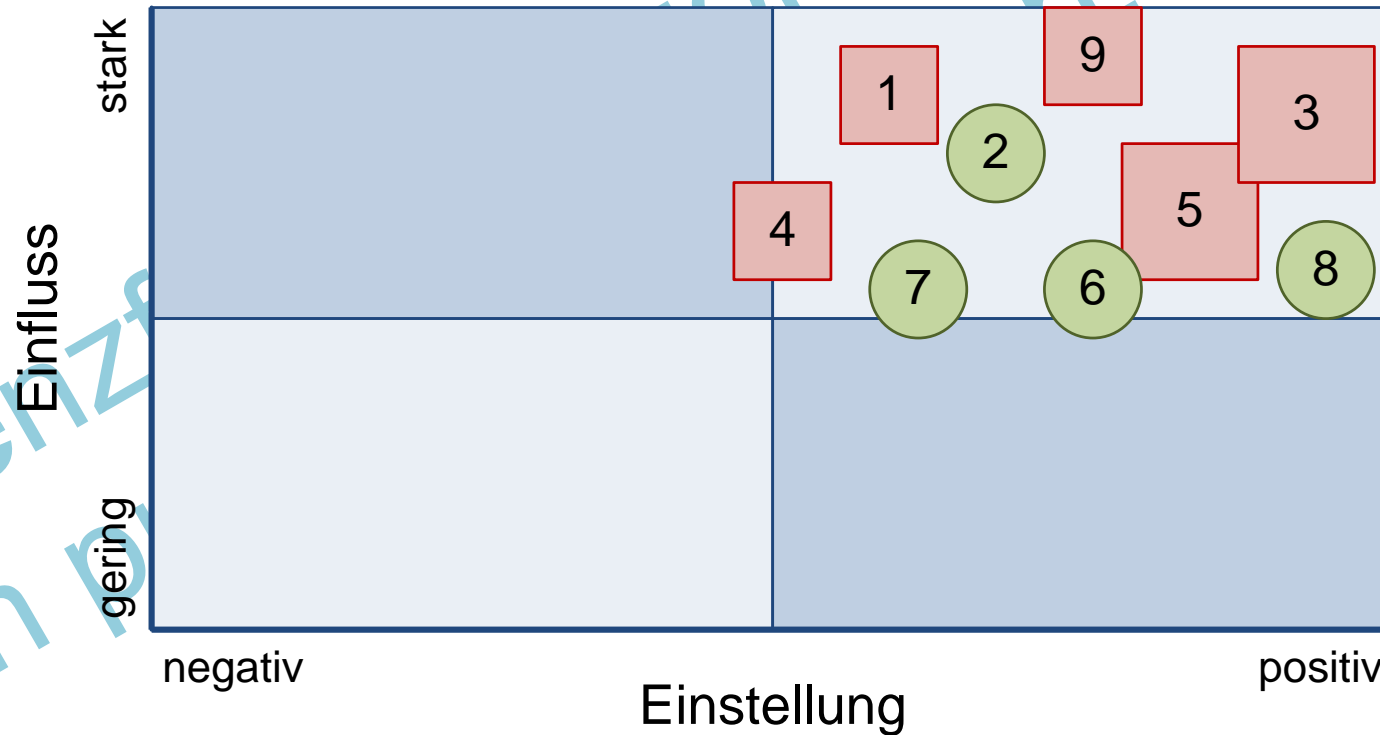 stark
9
1
3
2
5
4
8
7
6
Einfluss
gering
negativ
positiv
Einstellung